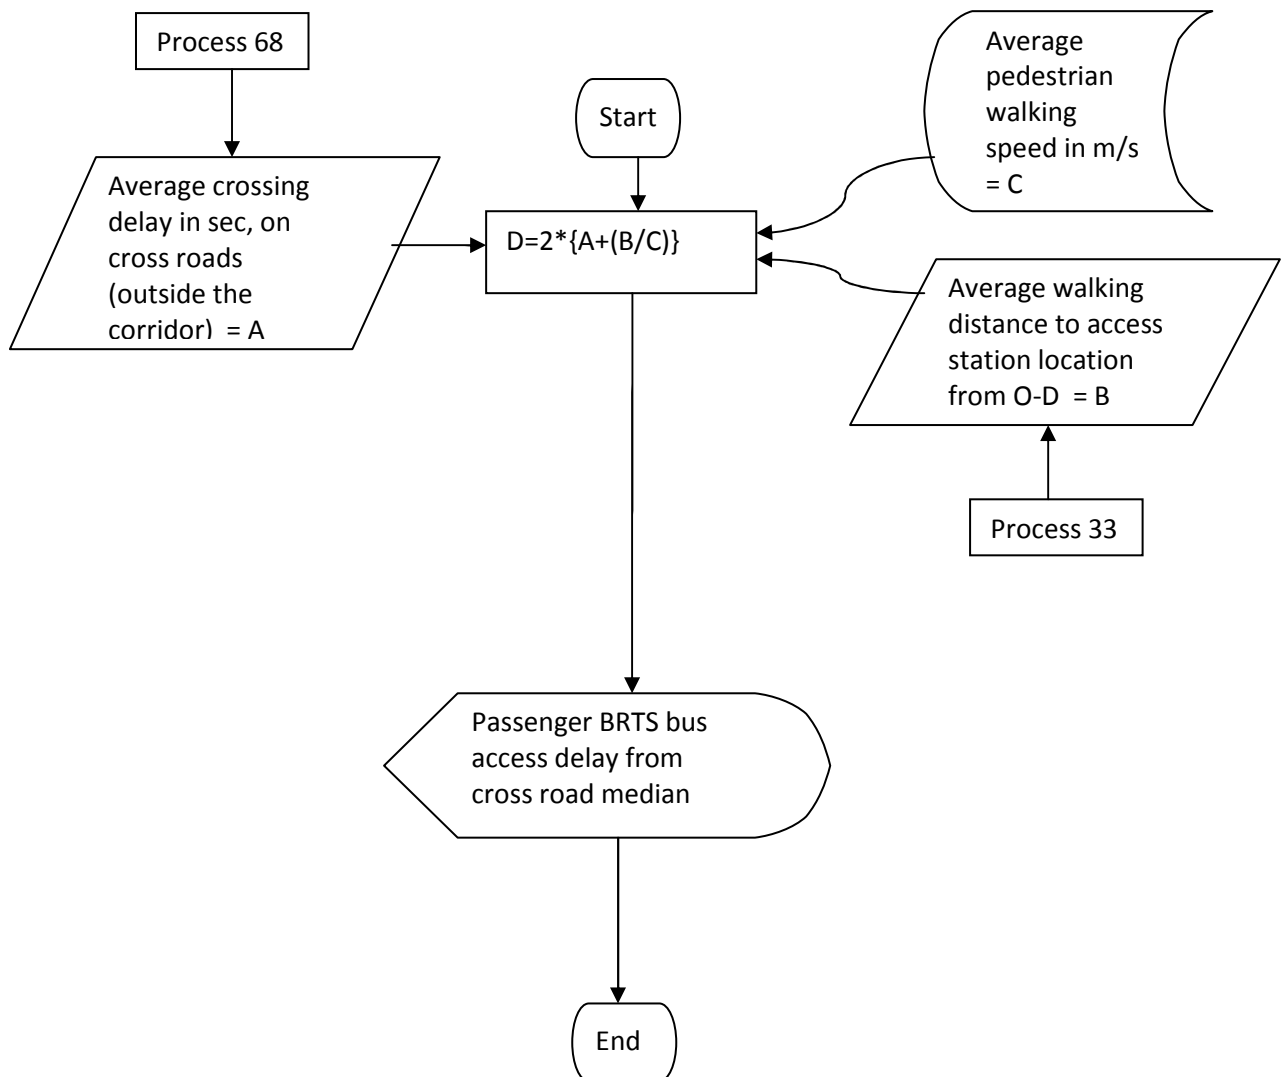 Process 68
Start
Average
pedestrian
walking
speed in m/s
= C
Average crossing
delay in sec, on
cross roads
(outside the
corridor)  = A
D=2*{A+(B/C)}
Average walking
distance to access
station location
from O-D  = B
Process 33
Passenger BRTS bus
access delay from
cross road median
End